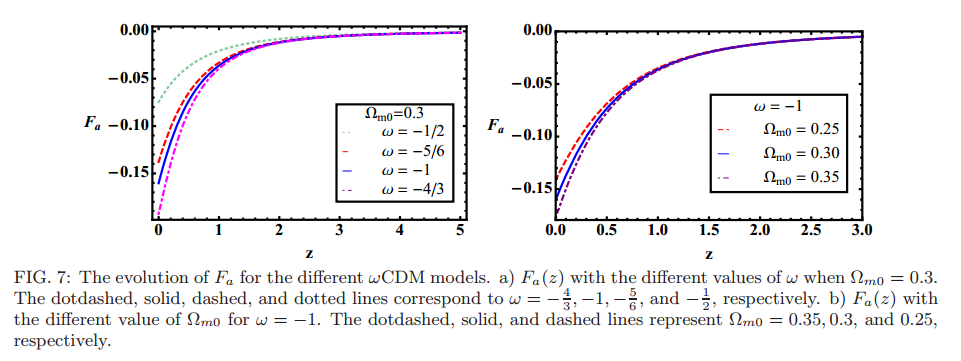 0.00
−0.05
−0.10
−0.15
F_a
0 1 2 3 4 5
z
Ω_m0=0.3
ω = −1/2
ω = −5/6
ω = −1
ω = −4/3
0.00
−0.05
−0.10
−0.15
F_a
0.0 0.5 1.0 1.5 2.0 2.5 3.0
z
ω = −1
Ω_m0 = 0.25
Ω_m0 = 0.30
Ω_m0 = 0.35
FIG. 7: The evolution of F_a for the different ωCDM models. a) F_a(z) with the different values of ω when Ω_m0 = 0.3.
The dotdashed, solid, dashed, and dotted lines correspond to ω = −4/3, −1, −5/6, and −1/2, respectively. b) F_a(z) with
the different value of Ω_m0 for ω = −1. The dotdashed, solid, and dashed lines represent Ω_m0 = 0.35, 0.3, and 0.25,
respectively.